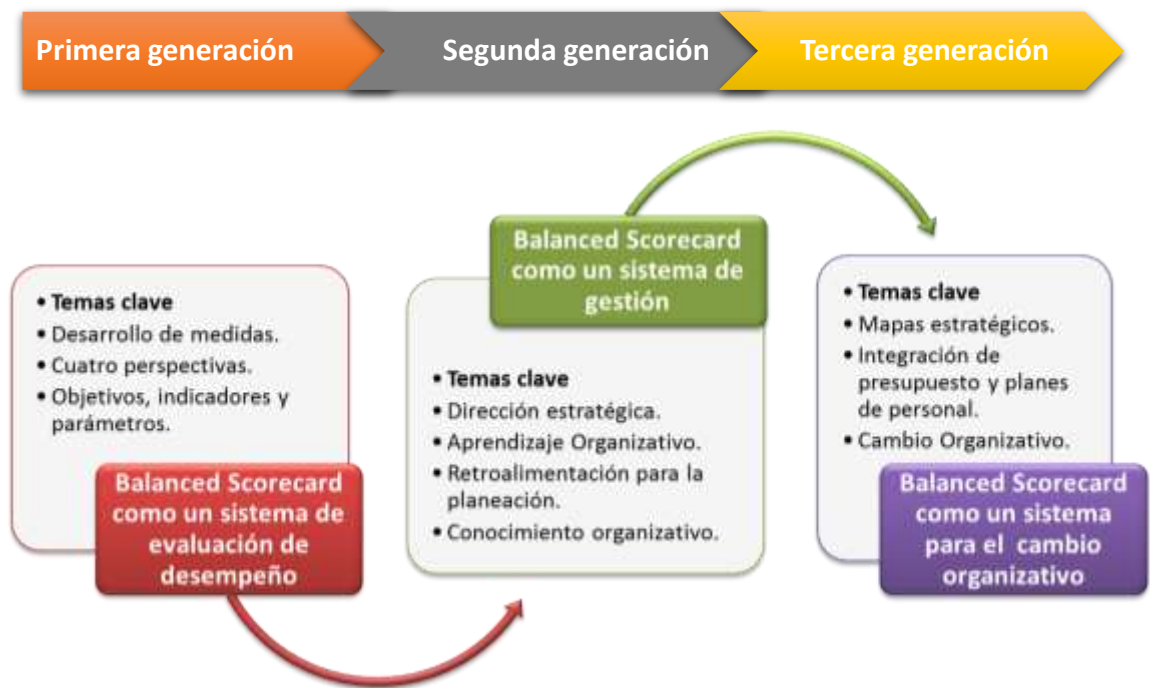 Primera generación
Segunda generación
Tercera generación
• Temas clave
• Desarrollo de medidas.
• Cuatro perspectivas.
• Objetivos, indicadores y
parámetros.
Balanced Scorecard
como un sistema de
evaluación de
desempeño
Balanced Scorecard
como un sistema de
gestión
• Temas clave
• Dirección estratégica.
• Aprendizaje Organizativo.
• Retroalimentación para la
planeación.
• Conocimiento organizativo.
• Temas clave
• Mapas estratégicos.
• Integración de
presupuesto y planes
de personal.
• Cambio Organizativo.
Balanced Scorecard
como un sistema
para el cambio
organizativo